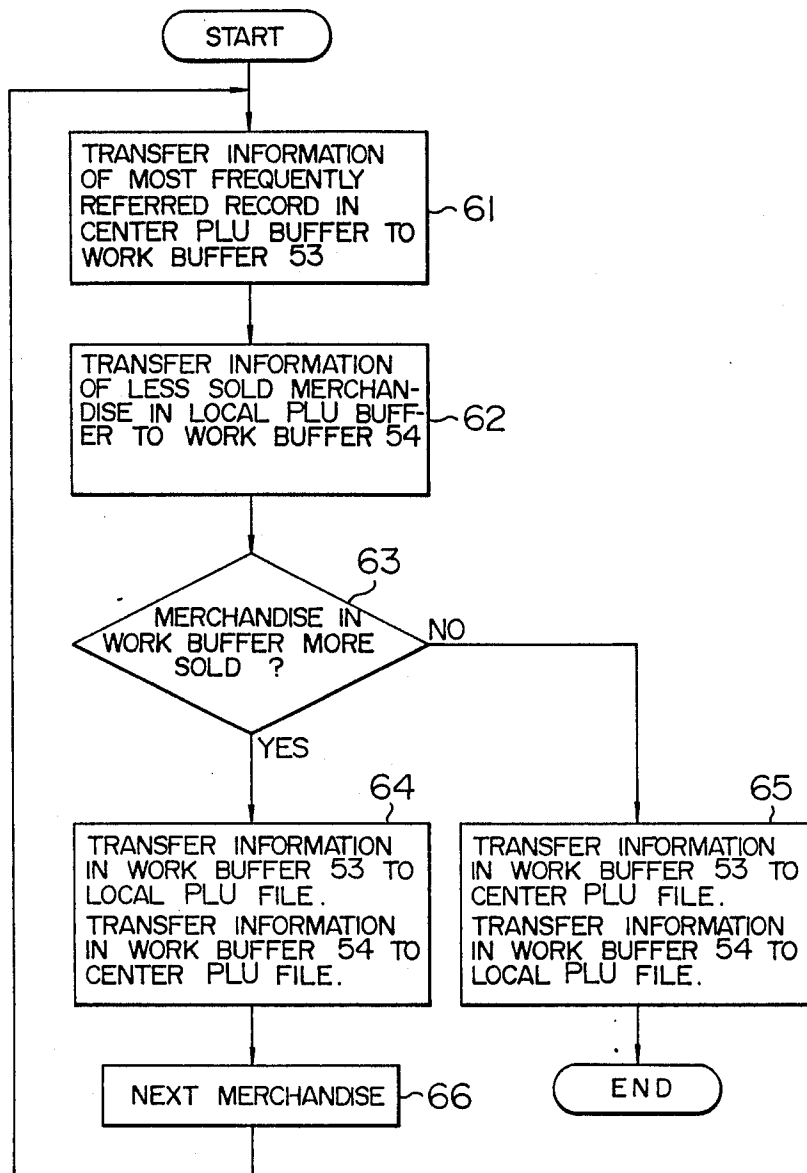 START
TRANSFER INFORMATION
OF MOST FREQUENTLY
REFERRED RECORD IN
CENTER PLU BUFFER TO
WORK BUFFER 53
61
TRANSFER INFORMATION
OF LESS SOLD MERCHAN-
DISE IN LOCAL PLU BUFF-
ER TO WORK BUFFER 54
62
63
MERCHANDISE IN
WORK BUFFER MORE
SOLD ?
NO
YES
64
TRANSFER INFORMATION
IN WORK BUFFER 53 TO
LOCAL PLU FILE.
TRANSFER INFORMATION
IN WORK BUFFER 54 TO
CENTER PLU FILE.
65
TRANSFER INFORMATION
IN WORK BUFFER 53 TO
CENTER PLU FILE.
TRANSFER INFORMATION
IN WORK BUFFER 54 TO
LOCAL PLU FILE.
NEXT MERCHANDISE
66
END